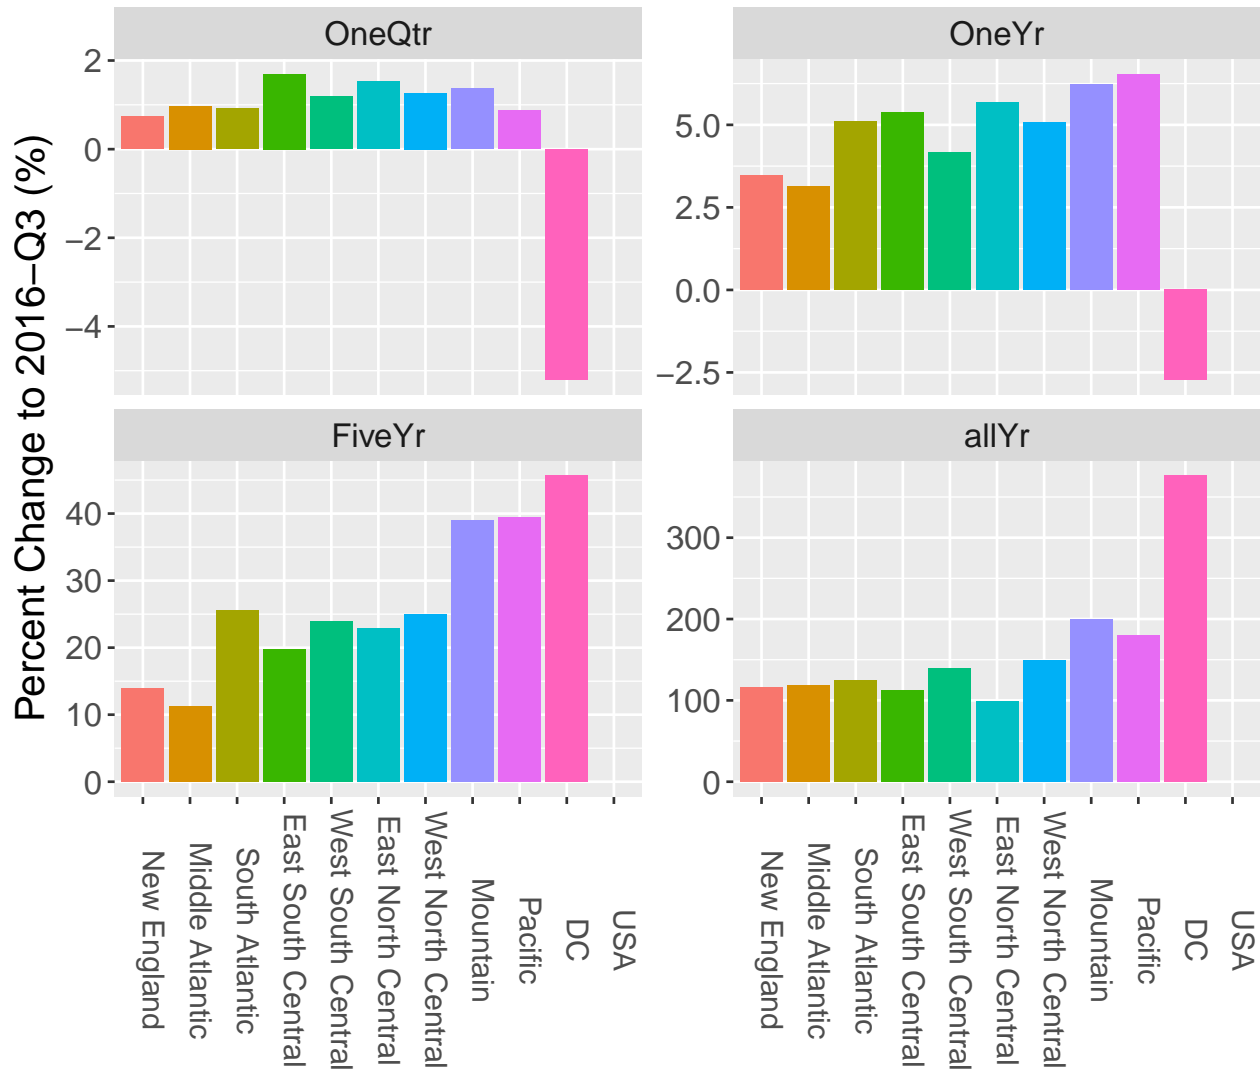 Percent Change to 2016−Q3 (%)
OneQtr
2
0
−2
−4
OneYr
5.0
2.5
0.0
−2.5
FiveYr
40
30
20
10
0
allYr
300
200
100
0
New England
Middle Atlantic
South Atlantic
East South Central
West South Central
East North Central
West North Central
Mountain
Pacific
DC
USA
New England
Middle Atlantic
South Atlantic
East South Central
West South Central
East North Central
West North Central
Mountain
Pacific
DC
USA